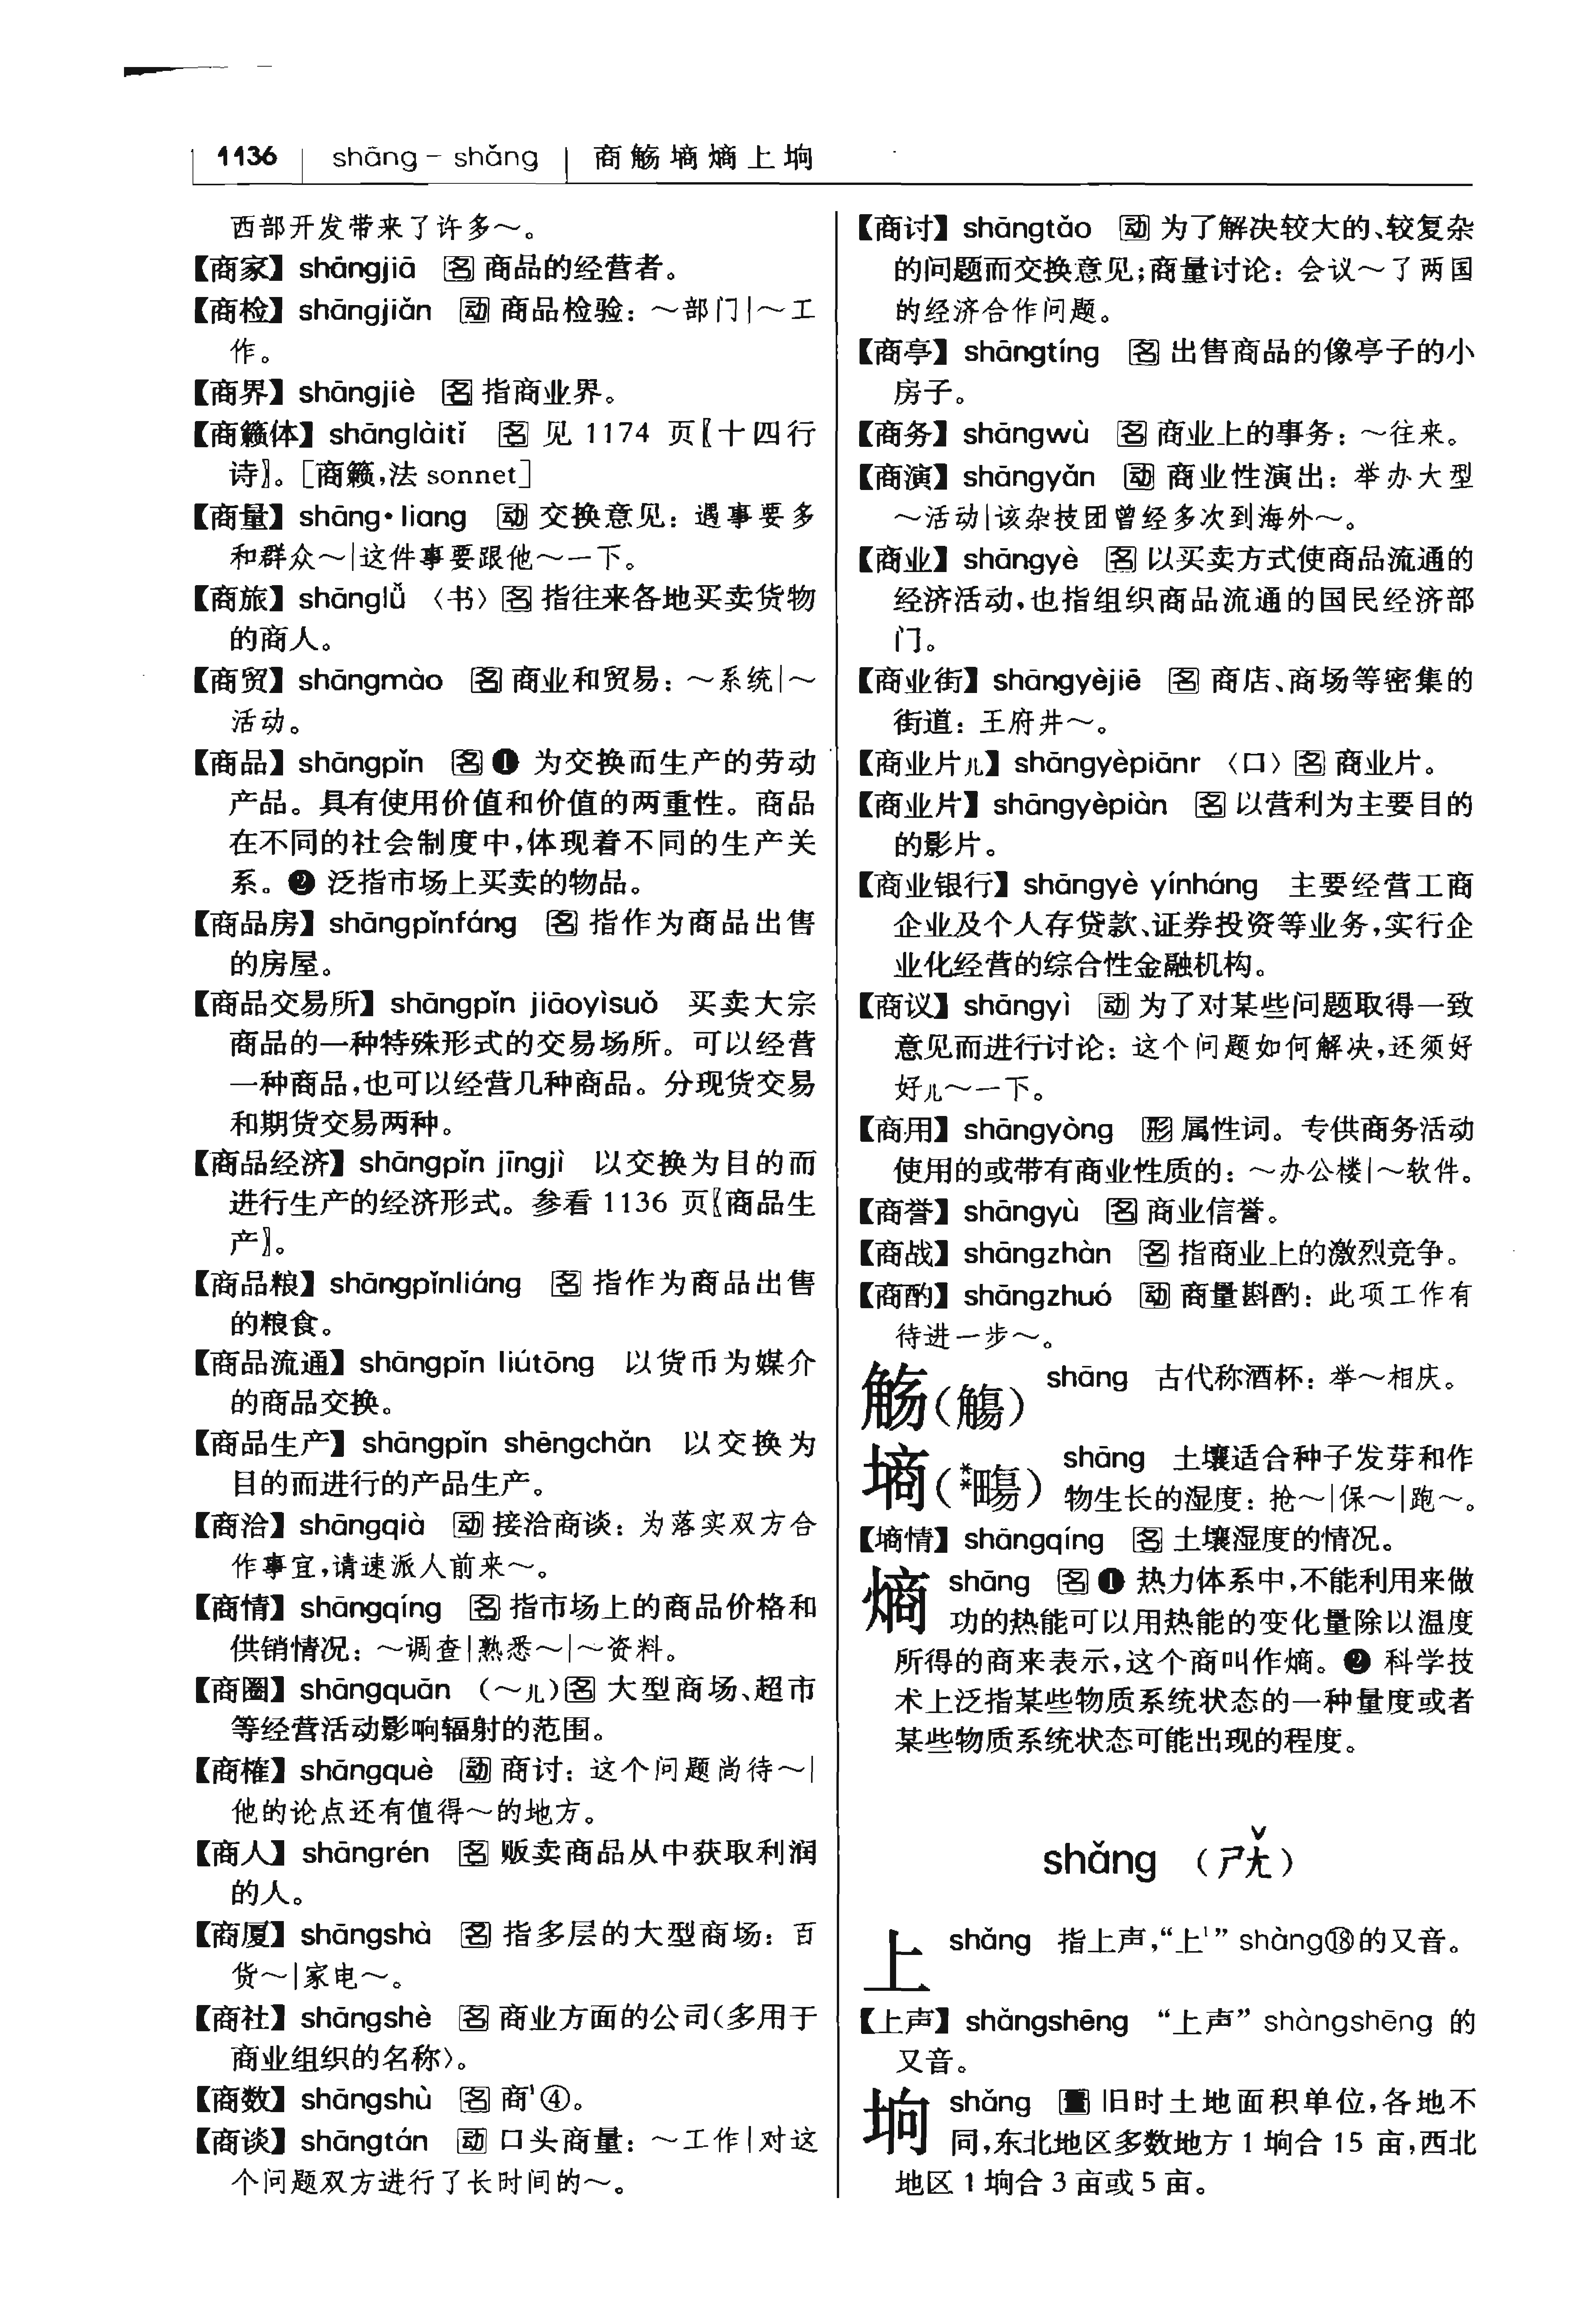 1136 shāng – shǎng 商觞墒熵上垧
西部开发带来了许多～。
【商家】 shāngjiā 名 商品的经营者。
【商检】 shāngjiǎn 动 商品检验：～部门|～工
作。
【商界】 shāngjiè 名 指商业界。
【商籁体】 shānglàitǐ 名 见 1174 页〖十四行
诗〗。[商籁,法 sonnet]
【商量】 shāng•liang 动 交换意见：遇事要多
和群众～|这件事要跟他～一下。
【商旅】 shānglǚ 〈书〉名 指往来各地买卖货物
的商人。
【商贸】 shāngmào 名 商业和贸易：～系统|～
活动。
【商品】 shāngpǐn 名 ❶ 为交换而生产的劳动
产品。具有使用价值和价值的两重性。商品
在不同的社会制度中,体现着不同的生产关
系。❷ 泛指市场上买卖的物品。
【商品房】 shāngpǐnfáng 名 指作为商品出售
的房屋。
【商品交易所】 shāngpǐn jiāoyìsuǒ 买卖大宗
商品的一种特殊形式的交易场所。可以经营
一种商品,也可以经营几种商品。分现货交易
和期货交易两种。
【商品经济】 shāngpǐn jīngjì 以交换为目的而
进行生产的经济形式。参看 1136 页〖商品生
产〗。
【商品粮】 shāngpǐnliáng 名 指作为商品出售
的粮食。
【商品流通】 shāngpǐn liútōng 以货币为媒介
的商品交换。
【商品生产】 shāngpǐn shēngchǎn 以交换为
目的而进行的产品生产。
【商洽】 shāngqià 动 接洽商谈：为落实双方合
作事宜,请速派人前来～。
【商情】 shāngqíng 名 指市场上的商品价格和
供销情况：～调查|熟悉～|～资料。
【商圈】 shāngquān （～儿）名 大型商场、超市
等经营活动影响辐射的范围。
【商榷】 shāngquè 动 商讨：这个问题尚待～|
他的论点还有值得～的地方。
【商人】 shāngrén 名 贩卖商品从中获取利润
的人。
【商厦】 shāngshà 名 指多层的大型商场：百
货～|家电～。
【商社】 shāngshè 名 商业方面的公司(多用于
商业组织的名称)。
【商数】 shāngshù 名 商¹④。
【商谈】 shāngtán 动 口头商量：～工作|对这
个问题双方进行了长时间的～。
【商讨】 shāngtǎo 动 为了解决较大的、较复杂
的问题而交换意见;商量讨论：会议～了两国
的经济合作问题。
【商亭】 shāngtíng 名 出售商品的像亭子的小
房子。
【商务】 shāngwù 名 商业上的事务：～往来。
【商演】 shāngyǎn 动 商业性演出：举办大型
～活动|该杂技团曾经多次到海外～。
【商业】 shāngyè 名 以买卖方式使商品流通的
经济活动,也指组织商品流通的国民经济部
门。
【商业街】 shāngyèjiē 名 商店、商场等密集的
街道：王府井～。
【商业片儿】 shāngyèpiānr 〈口〉名 商业片。
【商业片】 shāngyèpiàn 名 以营利为主要目的
的影片。
【商业银行】 shāngyè yínháng 主要经营工商
企业及个人存贷款、证券投资等业务,实行企
业化经营的综合性金融机构。
【商议】 shāngyì 动 为了对某些问题取得一致
意见而进行讨论：这个问题如何解决,还须好
好儿～一下。
【商用】 shāngyòng 形 属性词。专供商务活动
使用的或带有商业性质的：～办公楼|～软件。
【商誉】 shāngyù 名 商业信誉。
【商战】 shāngzhàn 名 指商业上的激烈竞争。
【商酌】 shāngzhuó 动 商量斟酌：此项工作有
待进一步～。
觞（觴） shāng 古代称酒杯：举～相庆。
墒（**暘） shāng 土壤适合种子发芽和作
物生长的湿度：抢～|保～|跑～。
【墒情】 shāngqíng 名 土壤湿度的情况。
熵 shāng 名 ❶ 热力体系中,不能利用来做
功的热能可以用热能的变化量除以温度
所得的商来表示,这个商叫作熵。❷ 科学技
术上泛指某些物质系统状态的一种量度或者
某些物质系统状态可能出现的程度。
shǎng （ㄕㄤˇ）
上 shǎng 指上声,“上¹” shàng⑱的又音。
【上声】 shǎngshēng “上声” shàngshēng 的
又音。
垧 shǎng 量 旧时土地面积单位,各地不
同,东北地区多数地方 1 垧合 15 亩,西北
地区 1 垧合 3 亩或 5 亩。